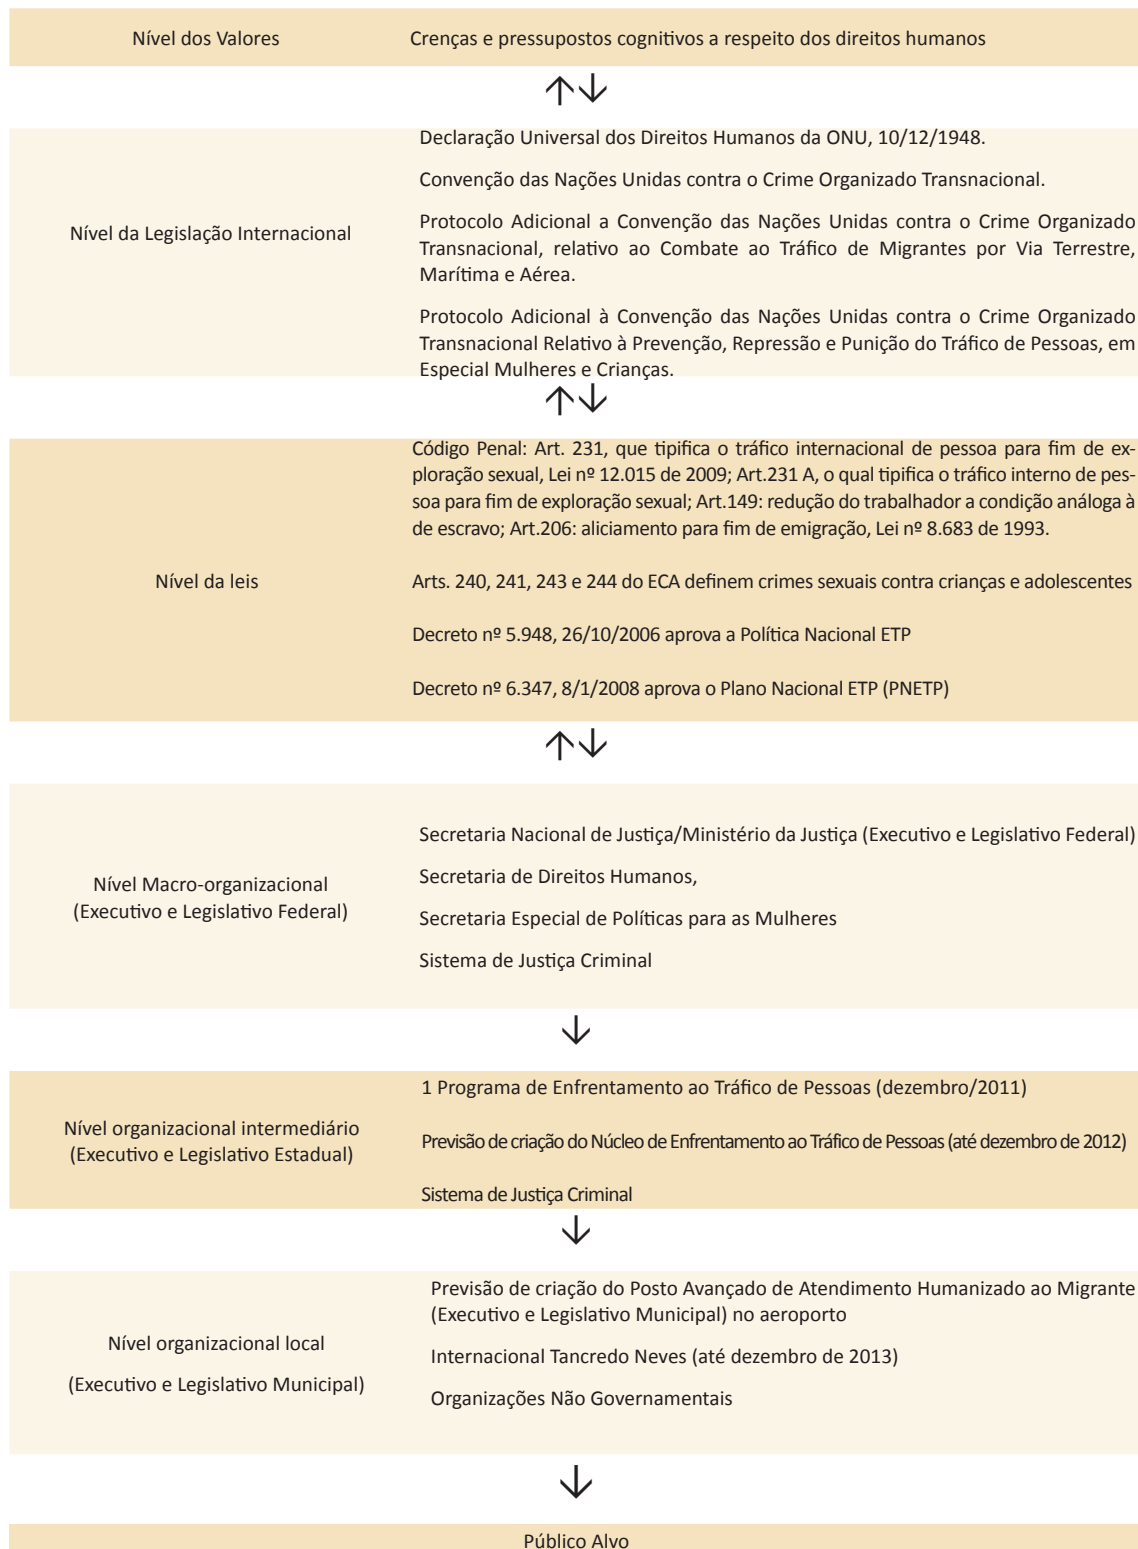 Nível dos Valores
Crenças e pressupostos cognitivos a respeito dos direitos humanos
Nível da Legislação Internacional
Declaração Universal dos Direitos Humanos da ONU, 10/12/1948.
Convenção das Nações Unidas contra o Crime Organizado Transnacional.
Protocolo Adicional a Convenção das Nações Unidas contra o Crime Organizado
Transnacional, relativo ao Combate ao Tráfico de Migrantes por Via Terrestre,
Marítima e Aérea.
Protocolo Adicional à Convenção das Nações Unidas contra o Crime Organizado
Transnacional Relativo à Prevenção, Repressão e Punição do Tráfico de Pessoas, em
Especial Mulheres e Crianças.
Nível da leis
Código Penal: Art. 231, que tipifica o tráfico internacional de pessoa para fim de ex-
ploração sexual, Lei nº 12.015 de 2009; Art.231 A, o qual tipifica o tráfico interno de pes-
soa para fim de exploração sexual; Art.149: redução do trabalhador a condição análoga à
de escravo; Art.206: aliciamento para fim de emigração, Lei nº 8.683 de 1993.
Arts. 240, 241, 243 e 244 do ECA definem crimes sexuais contra crianças e adolescentes
Decreto nº 5.948, 26/10/2006 aprova a Política Nacional ETP
Decreto nº 6.347, 8/1/2008 aprova o Plano Nacional ETP (PNETP)
Nível Macro-organizacional
(Executivo e Legislativo Federal)
Secretaria Nacional de Justiça/Ministério da Justiça (Executivo e Legislativo Federal)
Secretaria de Direitos Humanos,
Secretaria Especial de Políticas para as Mulheres
Sistema de Justiça Criminal
Nível organizacional intermediário
(Executivo e Legislativo Estadual)
1 Programa de Enfrentamento ao Tráfico de Pessoas (dezembro/2011)
Previsão de criação do Núcleo de Enfrentamento ao Tráfico de Pessoas (até dezembro de 2012)
Sistema de Justiça Criminal
Nível organizacional local
(Executivo e Legislativo Municipal)
Previsão de criação do Posto Avançado de Atendimento Humanizado ao Migrante
(Executivo e Legislativo Municipal) no aeroporto
Internacional Tancredo Neves (até dezembro de 2013)
Organizações Não Governamentais
Público Alvo